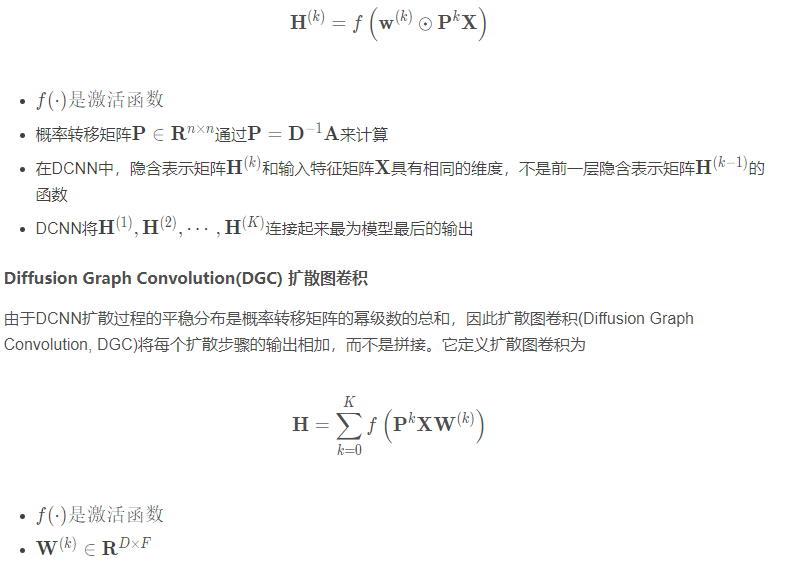 $\mathbf{H}^{(k)} = f\left(\mathbf{w}^{(k)} \odot \mathbf{P}^{k}\mathbf{X}\right)$
• $f(\cdot)$是激活函数
• 概率转移矩阵$\mathbf{P} \in \mathbf{R}^{n \times n}$通过$\mathbf{P} = \mathbf{D}^{-1}\mathbf{A}$来计算
• 在DCNN中，隐含表示矩阵$\mathbf{H}^{(k)}$和输入特征矩阵$\mathbf{X}$具有相同的维度，不是前一层隐含表示矩阵$\mathbf{H}^{(k-1)}$的
函数
• DCNN将$\mathbf{H}^{(1)}, \mathbf{H}^{(2)}, \cdots, \mathbf{H}^{(K)}$连接起来最为模型最后的输出
Diffusion Graph Convolution(DGC) 扩散图卷积
由于DCNN扩散过程的平稳分布是概率转移矩阵的幂级数的总和，因此扩散图卷积(Diffusion Graph
Convolution, DGC)将每个扩散步骤的输出相加，而不是拼接。它定义扩散图卷积为
$\mathbf{H} = \sum_{k=0}^{K} f\left(\mathbf{P}^{k}\mathbf{X}\mathbf{W}^{(k)}\right)$
• $f(\cdot)$是激活函数
• $\mathbf{W}^{(k)} \in \mathbf{R}^{D \times F}$